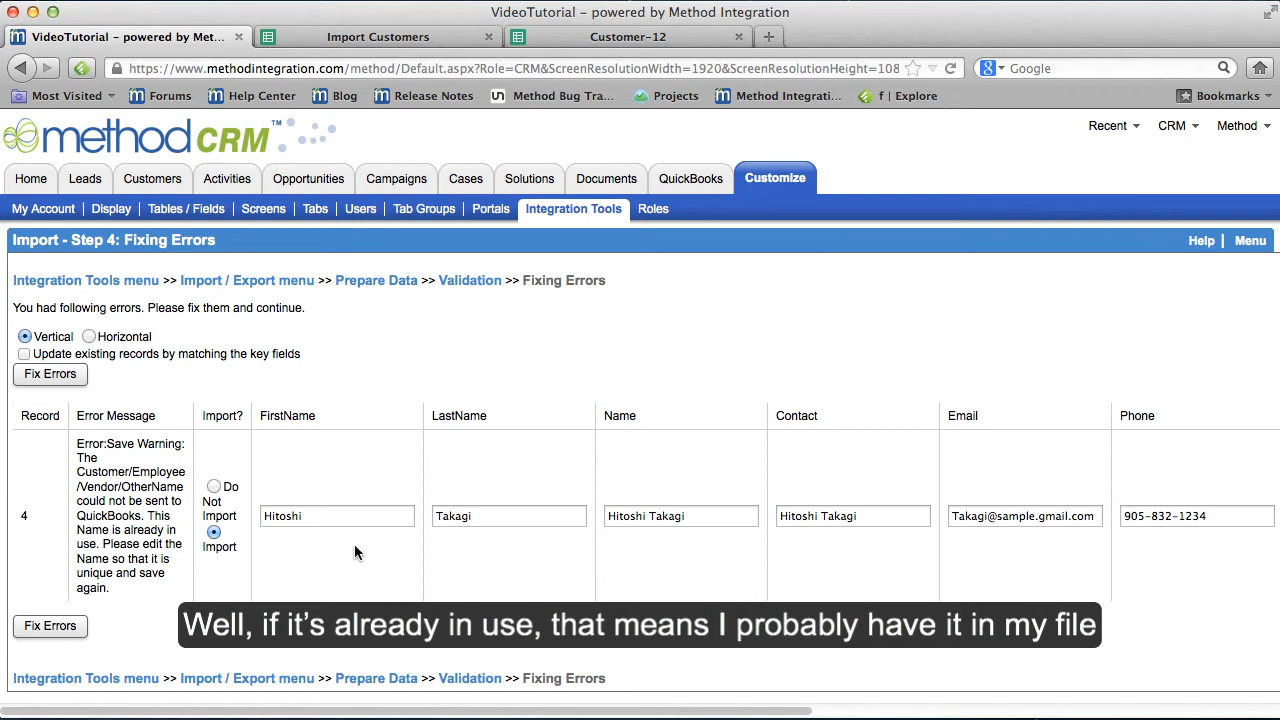 VideoTutorial - powered by Method Integration
VideoTutorial - powered by Met...
Import Customers
Customer-12
https://www.methodintegration.com/method/Default.aspx?Role=CRM&ScreenResolutionWidth=1920&ScreenResolutionHeight=108
Google
Most Visited Forums Help Center Blog Release Notes Method Bug Tra... Projects Method Integrati... f | Explore Bookmarks
method CRM™
Recent CRM Method
Home Leads Customers Activities Opportunities Campaigns Cases Solutions Documents QuickBooks Customize
My Account Display Tables / Fields Screens Tabs Users Tab Groups Portals Integration Tools Roles
Import - Step 4: Fixing Errors
Help | Menu
Integration Tools menu >> Import / Export menu >> Prepare Data >> Validation >> Fixing Errors
You had following errors. Please fix them and continue.
Vertical Horizontal
Update existing records by matching the key fields
Fix Errors
Record Error Message Import? FirstName LastName Name Contact Email Phone
4
Error:Save Warning:
The
Customer/Employee
/Vendor/OtherName
could not be sent to
QuickBooks. This
Name is already in
use. Please edit the
Name so that it is
unique and save
again.
Do
Not
Import
Import
Hitoshi
Takagi
Hitoshi Takagi
Hitoshi Takagi
Takagi@sample.gmail.com
905-832-1234
Fix Errors
Well, if it's already in use, that means I probably have it in my file
Integration Tools menu >> Import / Export menu >> Prepare Data >> Validation >> Fixing Errors